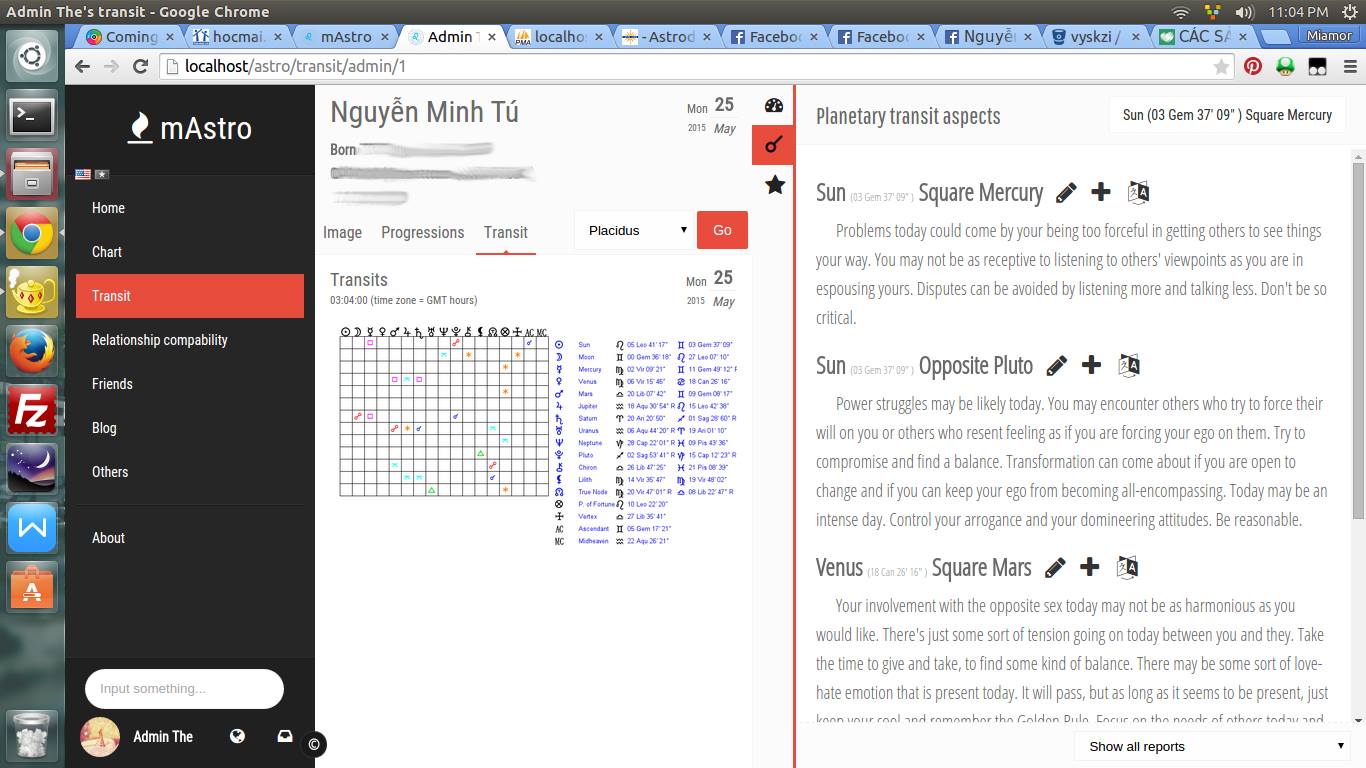 Admin The's transit - Google Chrome
11:04 PM
Coming
hocmai.
mAstro
Admin T
localhos
- Astrod
Faceboo
Faceboo
Nguyễn
vyskzi /
CÁC SÁ
Miamor
localhost/astro/transit/admin/1
mAstro
Home
Chart
Transit
Relationship compability
Friends
Blog
Others
About
Input something...
Admin The
©
Nguyễn Minh Tú
Mon 25
2015 May
Born
Image Progressions Transit
Placidus
Go
Transits
Mon 25
03:04:00 (time zone = GMT hours)
2015 May
AC MC
Sun 05 Leo 41' 17" 03 Gem 37' 09"
Moon 00 Gem 36' 18" 27 Leo 07' 10"
Mercury 02 Vir 09' 21" 11 Gem 49' 12" R
Venus 06 Vir 15' 46" 18 Can 26' 16"
Mars 20 Lib 07' 42" 09 Gem 08' 17"
Jupiter 18 Aqu 30' 54" R 15 Leo 42' 38"
Saturn 20 Ari 20' 50" 01 Sag 28' 60" R
Uranus 06 Aqu 44' 20" R 19 Ari 01' 10"
Neptune 28 Cap 22' 01" R 09 Pis 43' 36"
Pluto 02 Sag 53' 41" R 15 Cap 12' 23" R
Chiron 26 Lib 47' 25" 21 Pis 08' 39"
Lilith 14 Vir 35' 47" 19 Vir 48' 02"
True Node 20 Vir 47' 01" R 08 Lib 22' 47" R
P. of Fortune 10 Leo 22' 20"
Vertex 27 Lib 35' 41"
AC Ascendant 05 Gem 17' 21"
MC Midheaven 22 Aqu 26' 21"
Planetary transit aspects
Sun (03 Gem 37' 09" ) Square Mercury
Sun (03 Gem 37' 09" ) Square Mercury
Problems today could come by your being too forceful in getting others to see things
your way. You may not be as receptive to listening to others' viewpoints as you are in
espousing yours. Disputes can be avoided by listening more and talking less. Don't be so
critical.
Sun (03 Gem 37' 09" ) Opposite Pluto
Power struggles may be likely today. You may encounter others who try to force their
will on you or others who resent feeling as if you are forcing your ego on them. Try to
compromise and find a balance. Transformation can come about if you are open to
change and if you can keep your ego from becoming all-encompassing. Today may be an
intense day. Control your arrogance and your domineering attitudes. Be reasonable.
Venus (18 Can 26' 16" ) Square Mars
Your involvement with the opposite sex today may not be as harmonious as you
would like. There's just some sort of tension going on today between you and they. Take
the time to give and take, to find some kind of balance. There may be some sort of love-
hate emotion that is present today. It will pass, but as long as it seems to be present, just
keep your cool and remember the Golden Rule. Focus on the needs of others today and
Show all reports